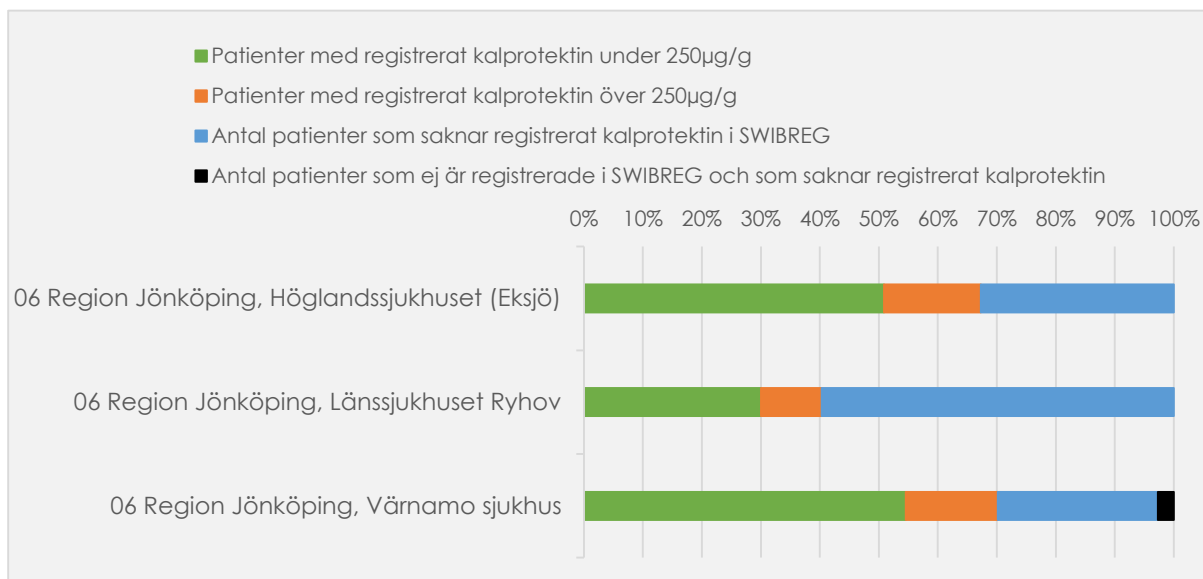 Patienter med registrerat kalprotektin under 250µg/g
Patienter med registrerat kalprotektin över 250µg/g
Antal patienter som saknar registrerat kalprotektin i SWIBREG
Antal patienter som ej är registrerade i SWIBREG och som saknar registrerat kalprotektin
0% 10% 20% 30% 40% 50% 60% 70% 80% 90% 100%
06 Region Jönköping, Höglandssjukhuset (Eksjö)
06 Region Jönköping, Länssjukhuset Ryhov
06 Region Jönköping, Värnamo sjukhus